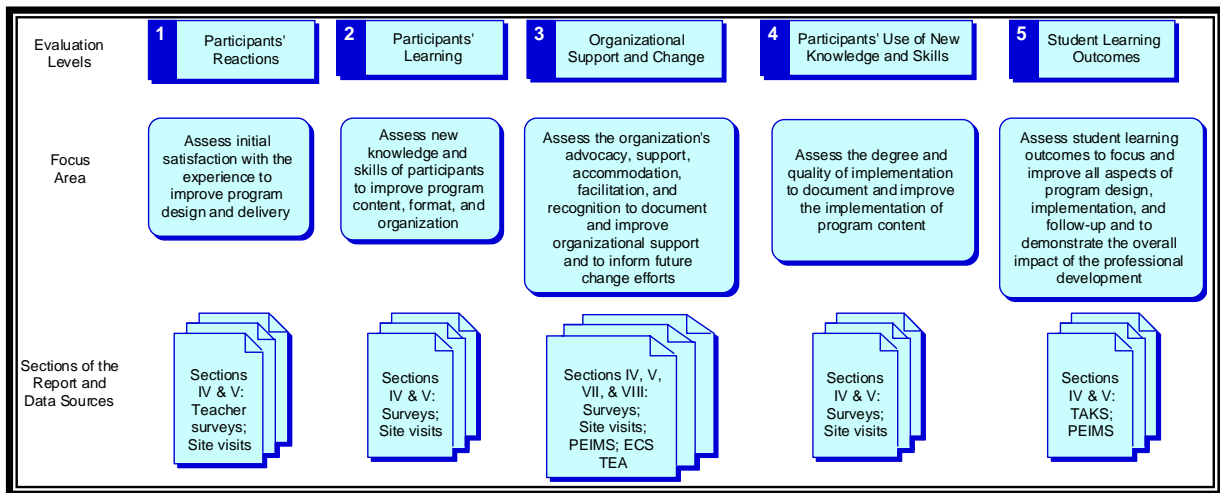 Evaluation
Levels
1
Participants'
Reactions
2
Participants'
Learning
3
Organizational
Support and Change
4
Participants' Use of New
Knowledge and Skills
5
Student Learning
Outcomes
Focus
Area
Assess initial
satisfaction with the
experience to
improve program
design and delivery
Assess new
knowledge and
skills of participants
to improve program
content, format, and
organization
Assess the organization's
advocacy, support,
accommodation,
facilitation, and
recognition to document
and improve
organizational support
and to inform future
change efforts
Assess the degree and
quality of implementation
to document and improve
the implementation of
program content
Assess student learning
outcomes to focus and
improve all aspects of
program design,
implementation, and
follow-up and to
demonstrate the overall
impact of the professional
development
Sections of the
Report and
Data Sources
Sections
IV & V:
Teacher
surveys;
Site visits
Sections
IV & V:
Surveys;
Site visits
Sections IV, V,
VII, & VIII:
Surveys;
Site visits;
PEIMS; ECS
TEA
Sections
IV & V:
Surveys;
Site visits
Sections
IV & V:
TAKS;
PEIMS